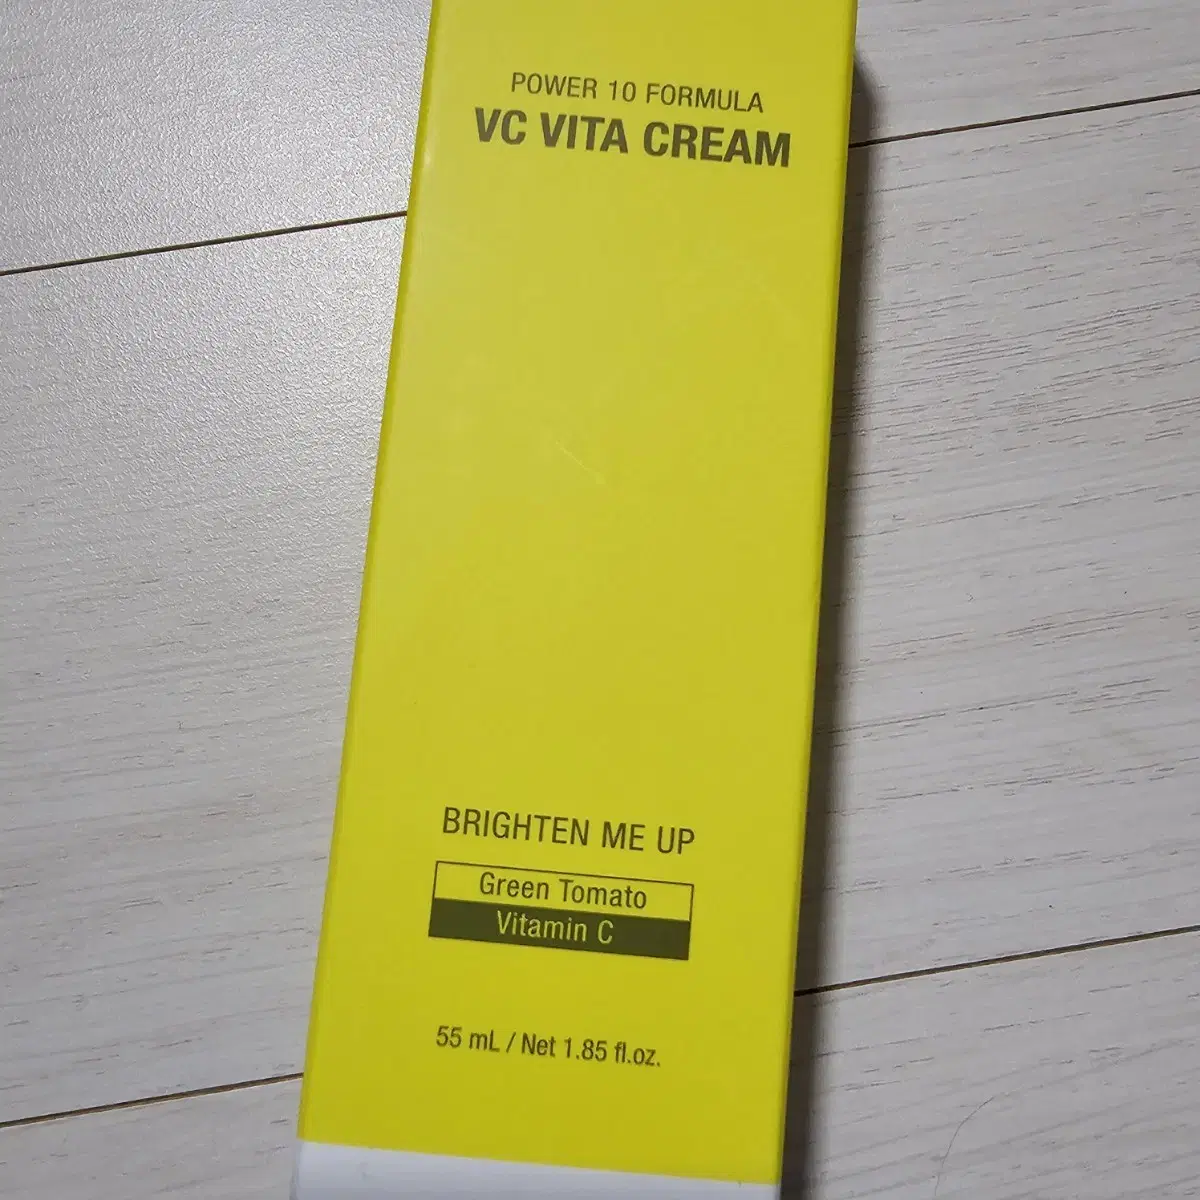 POWER 10 FORMULA
VC VITA CREAM
BRIGHTEN ME UP
Green Tomato
Vitamin C
55 mL / Net 1.85 fl.oz.